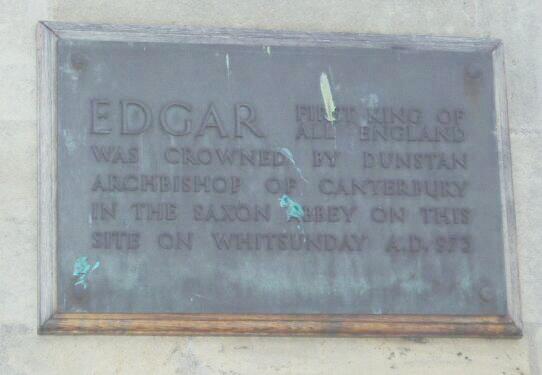 EDGAR FIRST KING OF
ALL ENGLAND
WAS CROWNED BY DUNSTAN
ARCHBISHOP OF CANTERBURY
IN THE SAXON ABBEY ON THIS
SITE ON WHITSUNDAY A.D. 973